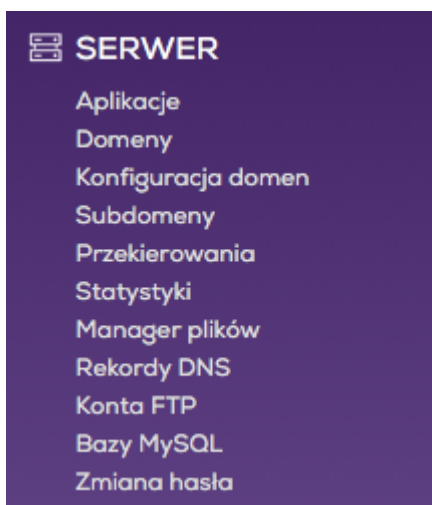 SERWER
Aplikacje
Domeny
Konfiguracja domen
Subdomeny
Przekierowania
Statystyki
Manager plików
Rekordy DNS
Konta FTP
Bazy MySQL
Zmiana hasła